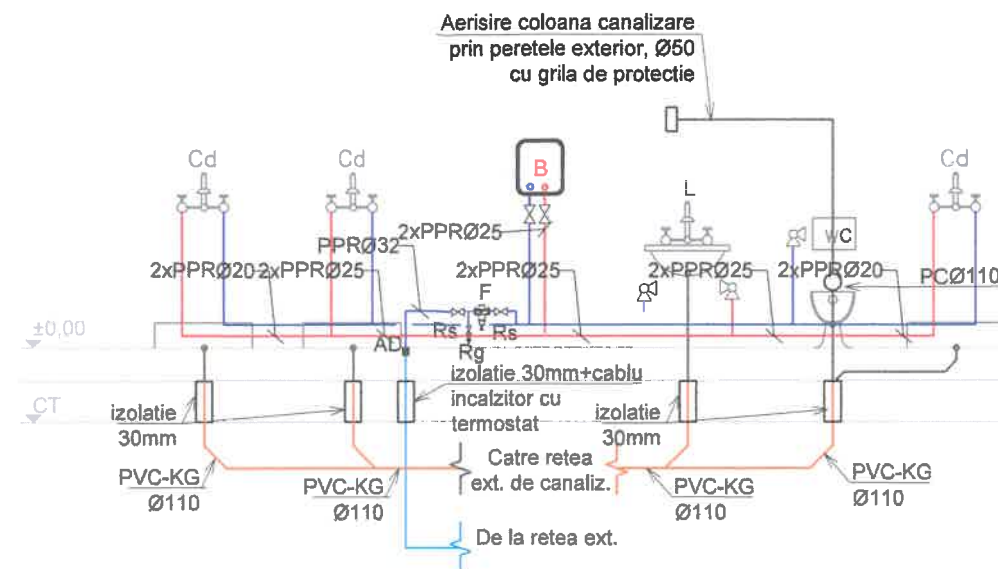 Aerisire coloana canalizare
prin peretele exterior, Ø50
cu grila de protectie
Cd
Cd
B
L
WC
Cd
2xPPRØ20
2xPPRØ25
PPRØ32
2xPPRØ25
2xPPRØ25
F
2xPPRØ25
2xPPRØ20
PCØ110
±0,00
AD
Rs
Rg
Rs
CT
izolatie
30mm
izolatie 30mm+cablu
incalzitor cu
termostat
izolatie
30mm
PVC-KG
Ø110
PVC-KG
Ø110
Catre retea
ext. de canaliz.
PVC-KG
Ø110
PVC-KG
Ø110
De la retea ext.